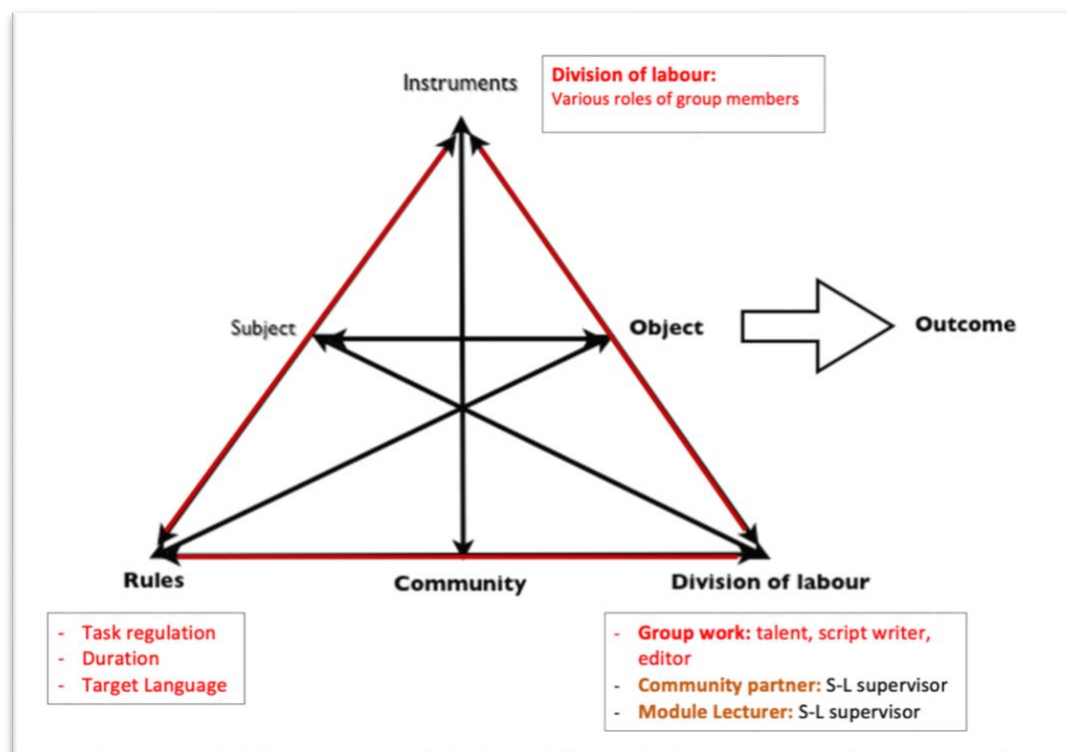 Instruments
Division of labour:
Various roles of group members
Subject
Object
Outcome
Rules
Community
Division of labour
- Task regulation
- Duration
- Target Language
- Group work: talent, script writer,
editor
- Community partner: S-L supervisor
- Module Lecturer: S-L supervisor